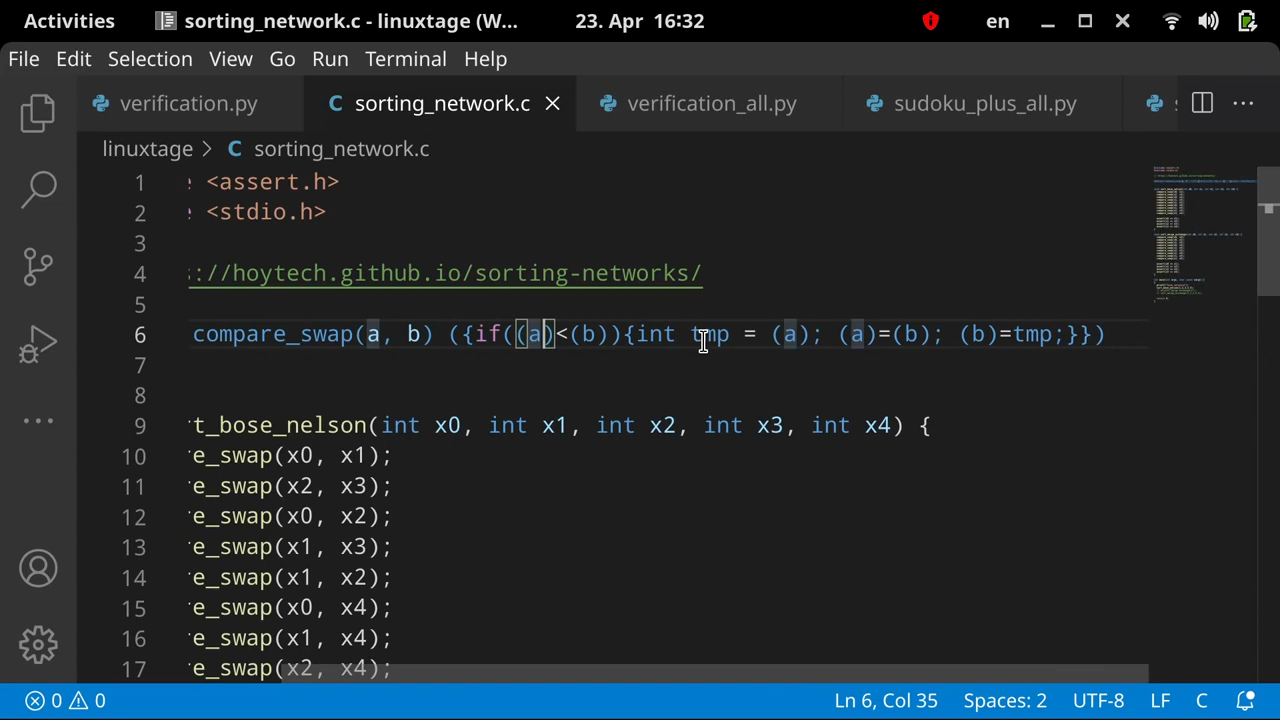 Activities sorting_network.c - linuxtage (W... 23. Apr 16:32 en
File Edit Selection View Go Run Terminal Help
verification.py sorting_network.c verification_all.py sudoku_plus_all.py
linuxtage > C sorting_network.c
1 <assert.h>
2 <stdio.h>
3
4 ://hoytech.github.io/sorting-networks/
5
6 compare_swap(a, b) ({if((a)<(b)){int tmp = (a); (a)=(b); (b)=tmp;}})
7
8
9 t_bose_nelson(int x0, int x1, int x2, int x3, int x4) {
10 e_swap(x0, x1);
11 e_swap(x2, x3);
12 e_swap(x0, x2);
13 e_swap(x1, x3);
14 e_swap(x1, x2);
15 e_swap(x0, x4);
16 e_swap(x1, x4);
17 e_swap(x2, x4);
0 0 Ln 6, Col 35 Spaces: 2 UTF-8 LF C